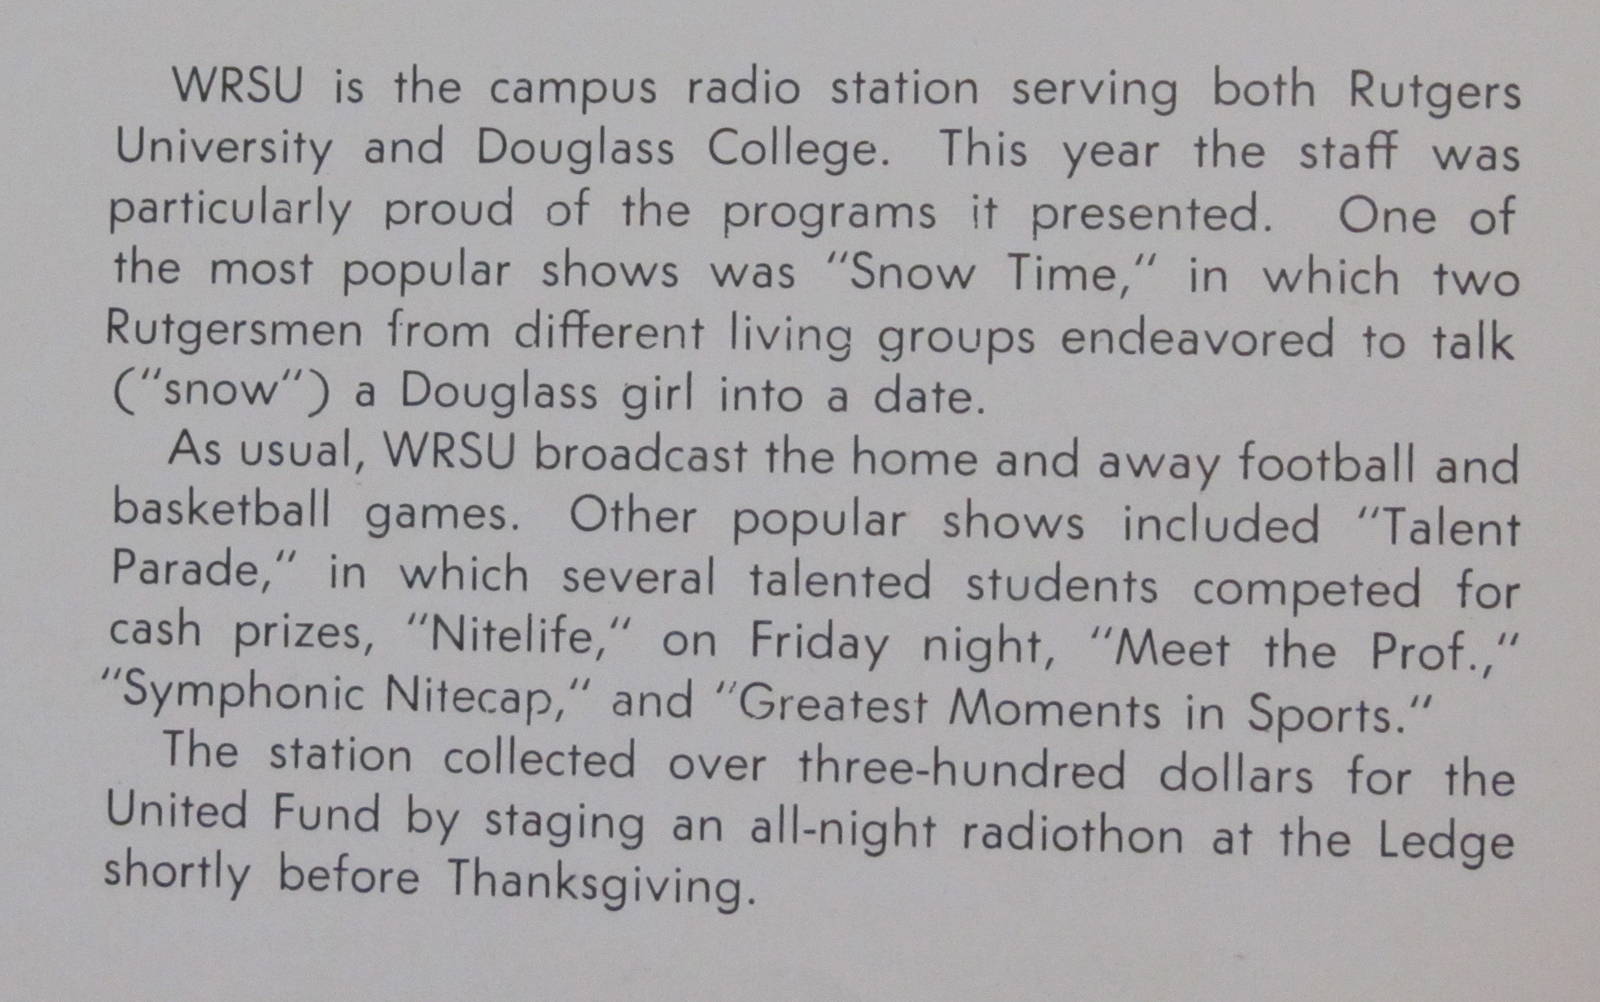 WRSU is the campus radio station serving both Rutgers
University and Douglass College. This year the staff was
particularly proud of the programs it presented. One of
the most popular shows was "Snow Time," in which two
Rutgersmen from different living groups endeavored to talk
("snow") a Douglass girl into a date.
As usual, WRSU broadcast the home and away football and
basketball games. Other popular shows included "Talent
Parade," in which several talented students competed for
cash prizes, "Nitelife," on Friday night, "Meet the Prof.,"
"Symphonic Nitecap," and "Greatest Moments in Sports."
The station collected over three-hundred dollars for the
United Fund by staging an all-night radiothon at the Ledge
shortly before Thanksgiving.